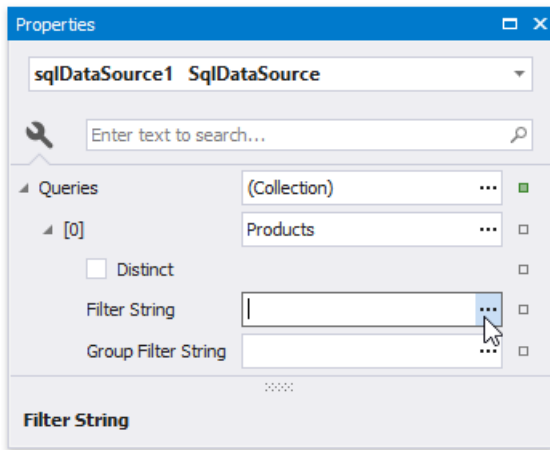 Properties
sqlDataSource1 SqlDataSource
Enter text to search...
Queries (Collection) ...
[0] Products ...
Distinct
Filter String ...
Group Filter String ...
Filter String